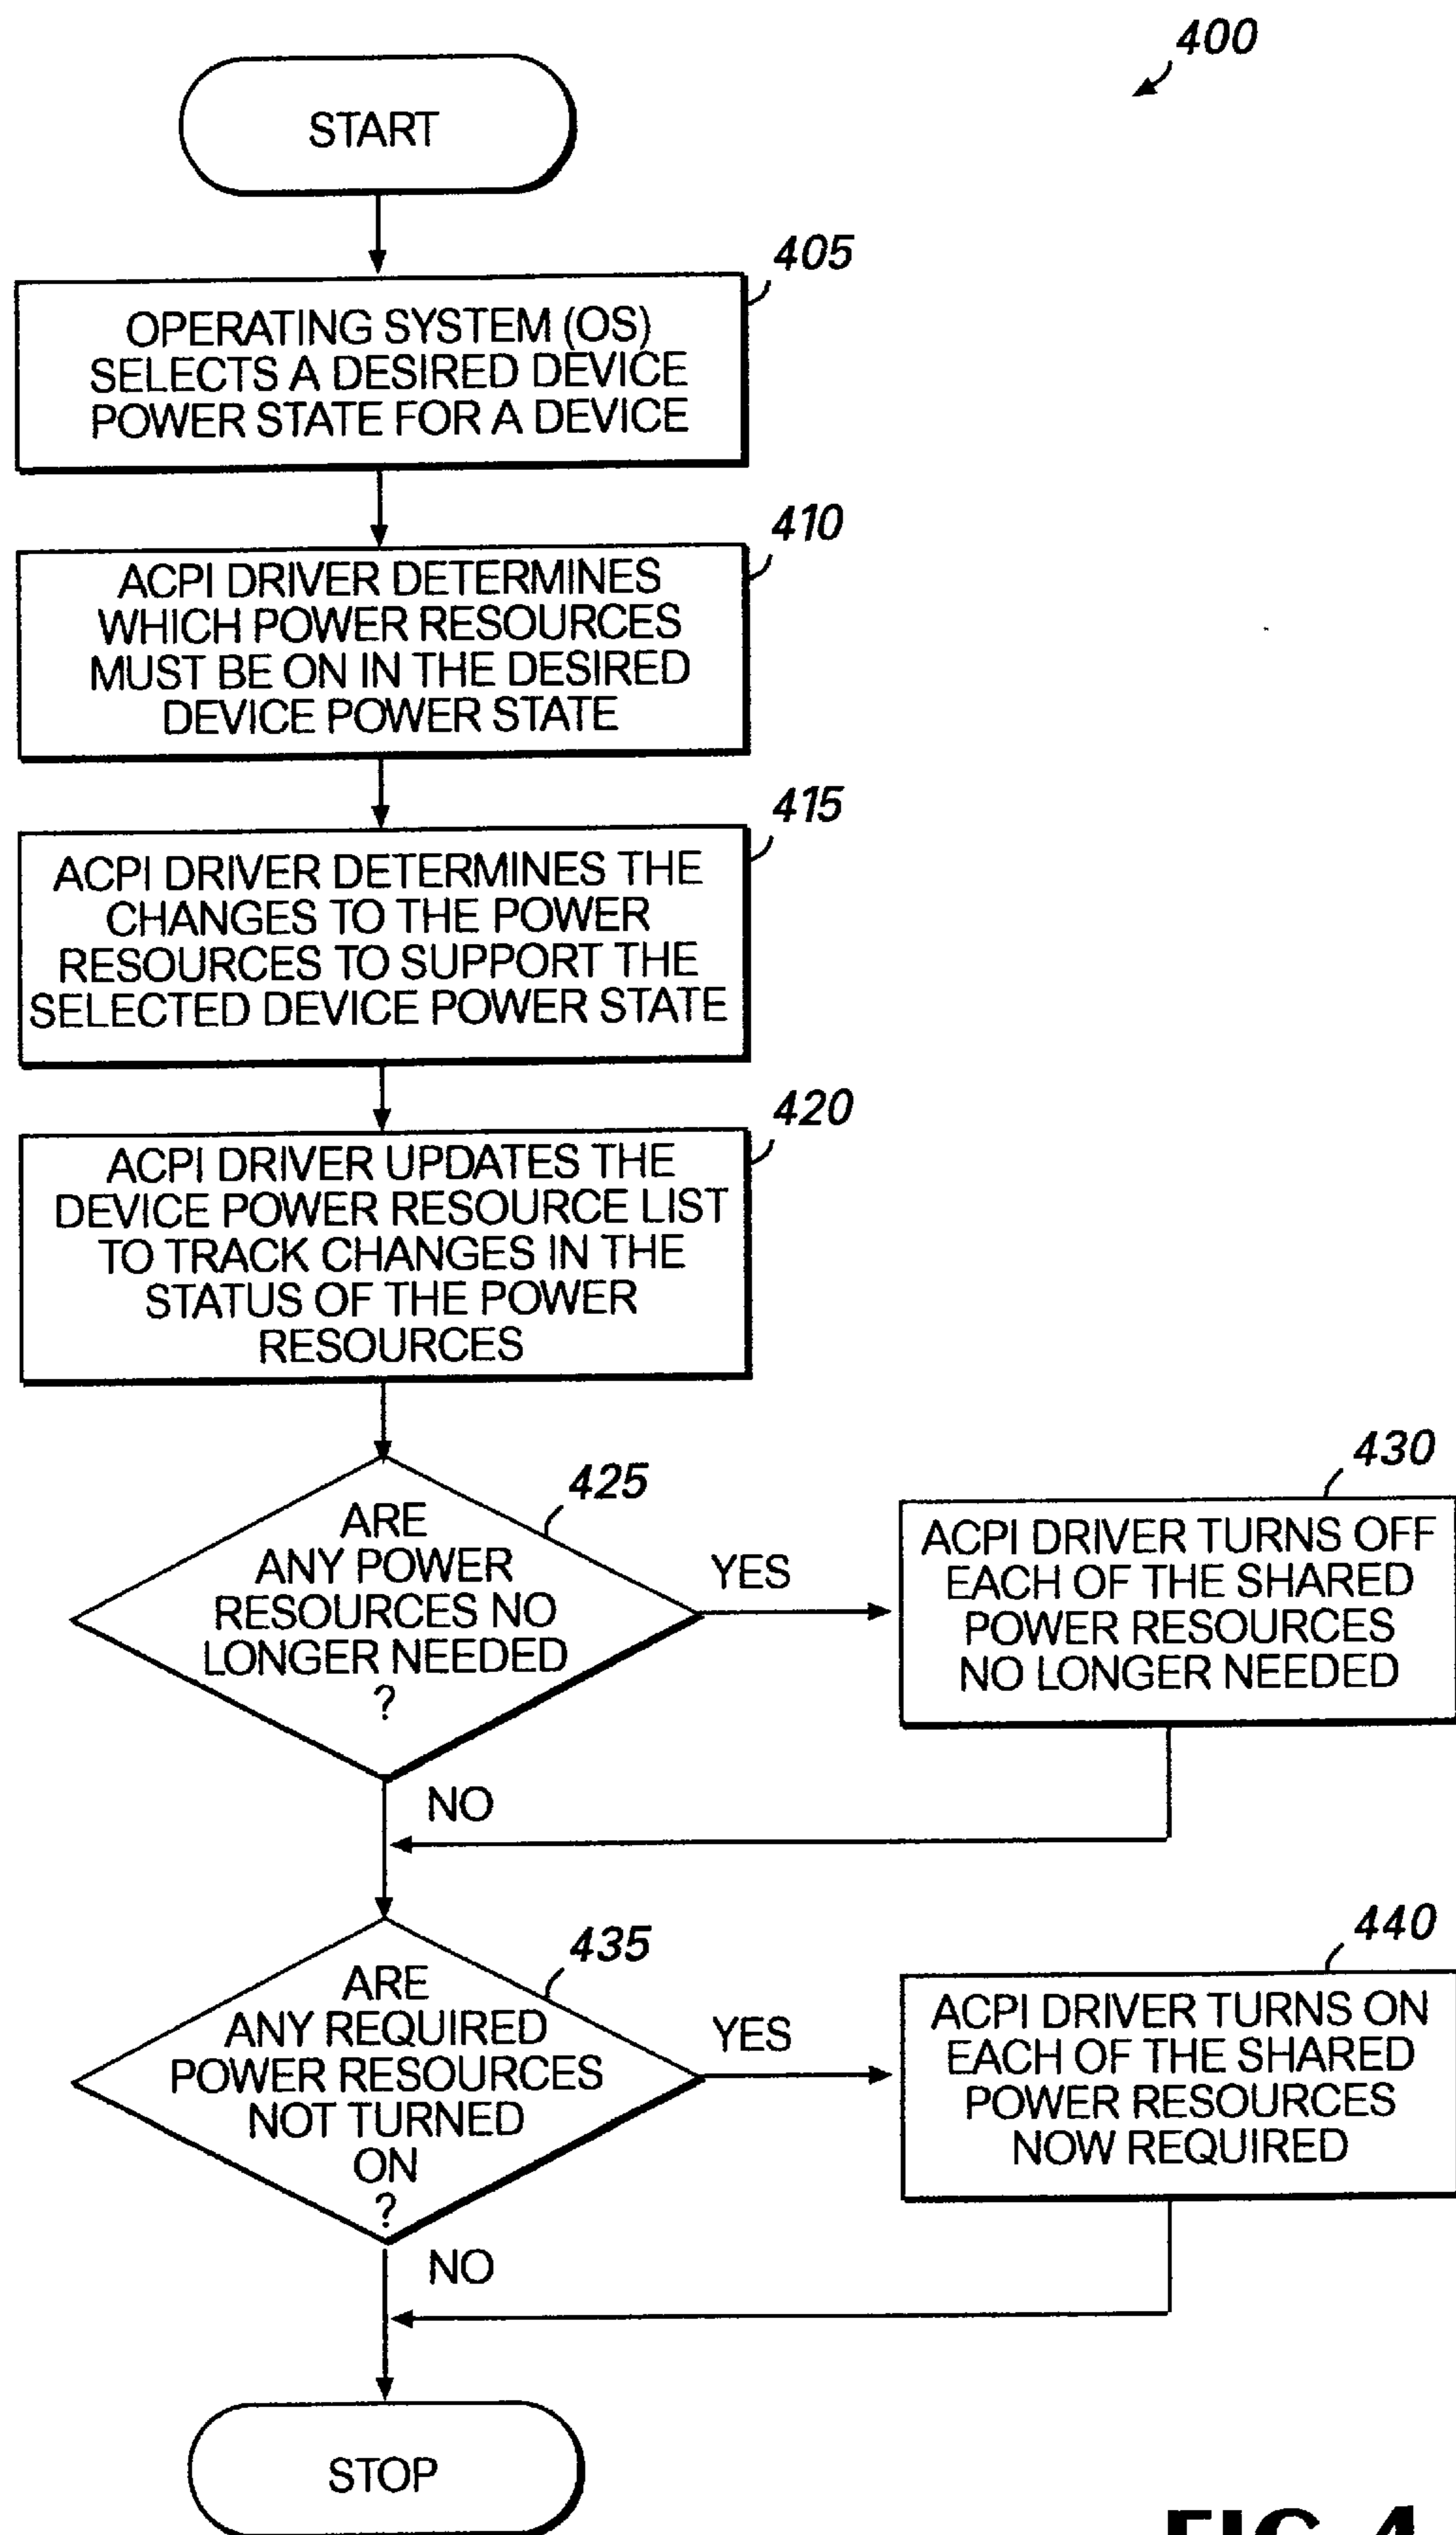 400
START
405
OPERATING SYSTEM (OS)
SELECTS A DESIRED DEVICE
POWER STATE FOR A DEVICE
410
ACPI DRIVER DETERMINES
WHICH POWER RESOURCES
MUST BE ON IN THE DESIRED
DEVICE POWER STATE
415
ACPI DRIVER DETERMINES THE
CHANGES TO THE POWER
RESOURCES TO SUPPORT THE
SELECTED DEVICE POWER STATE
420
ACPI DRIVER UPDATES THE
DEVICE POWER RESOURCE LIST
TO TRACK CHANGES IN THE
STATUS OF THE POWER
RESOURCES
425
ARE
ANY POWER
RESOURCES NO
LONGER NEEDED
?
YES
430
ACPI DRIVER TURNS OFF
EACH OF THE SHARED
POWER RESOURCES
NO LONGER NEEDED
NO
435
ARE
ANY REQUIRED
POWER RESOURCES
NOT TURNED
ON
?
YES
440
ACPI DRIVER TURNS ON
EACH OF THE SHARED
POWER RESOURCES
NOW REQUIRED
NO
STOP
FIG. 4